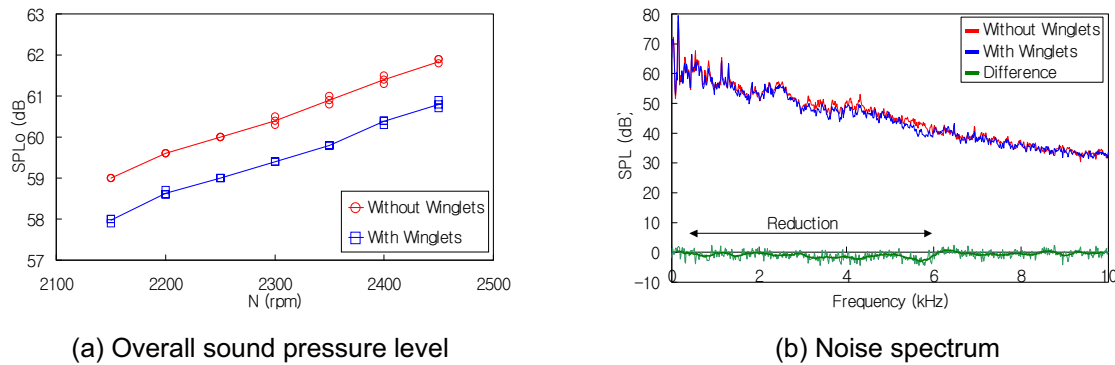 63
62
61
60
59
58
57
SPLo (dB)
2100
2200
2300
2400
2500
N (rpm)
Without Winglets
With Winglets
(a) Overall sound pressure level
80
70
60
50
40
30
20
10
0
-10
SPL (dB,
0
2
4
6
8
10
Frequency (kHz)
Without Winglets
With Winglets
Difference
Reduction
(b) Noise spectrum